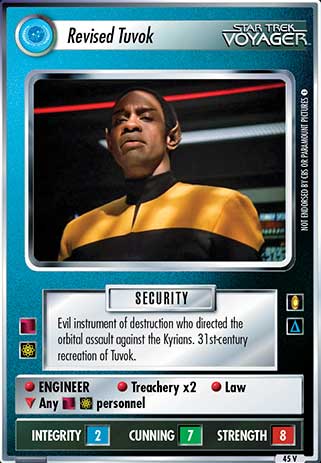 Revised Tuvok
STAR TREK
VOYAGER
NOT ENDORSED BY CBS OR PARAMOUNT PICTURES
SECURITY
Evil instrument of destruction who directed the
orbital assault against the Kyrians. 31st-century
recreation of Tuvok.
ENGINEER Treachery x2 Law
Any personnel
INTEGRITY 2 CUNNING 7 STRENGTH 8
45 V